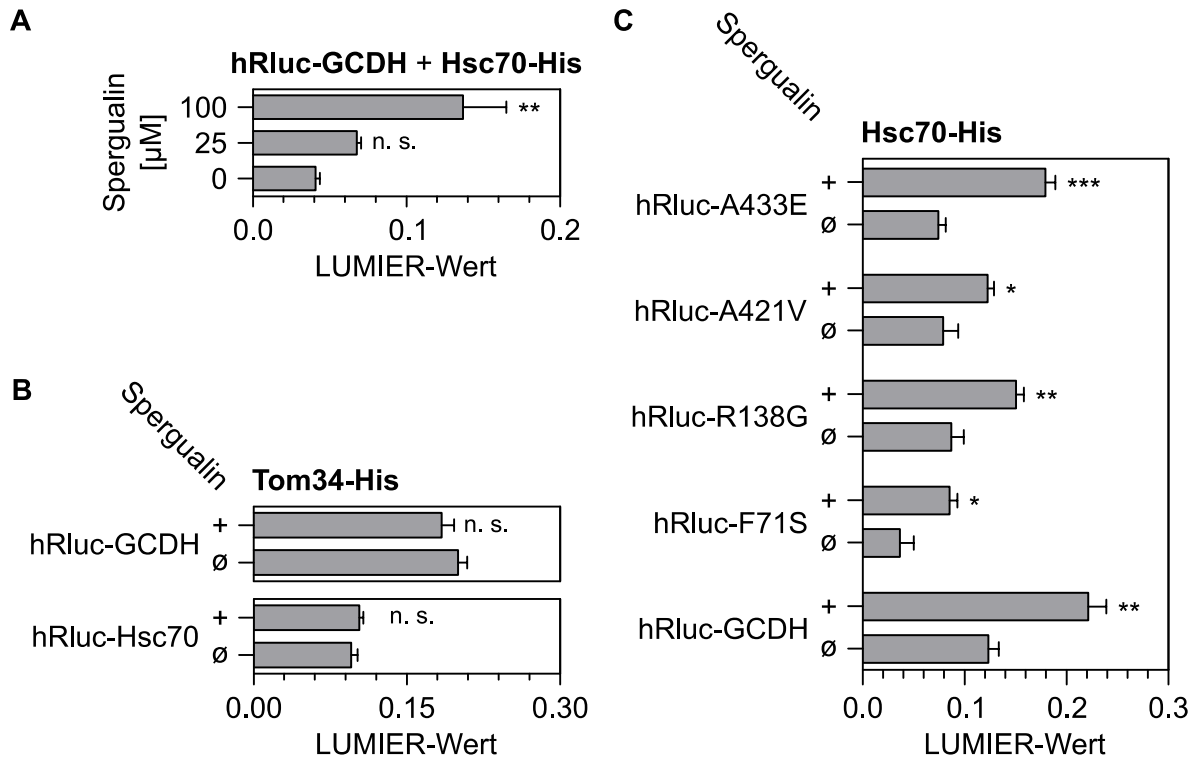 A
hRluc-GCDH + Hsc70-His
Spergualin
[µM]
100
**
25
n. s.
0
0.0 0.1 0.2
LUMIER-Wert
B
Spergualin
Tom34-His
hRluc-GCDH
+
n. s.
ø
hRluc-Hsc70
+
n. s.
ø
0.00 0.15 0.30
LUMIER-Wert
C
Spergualin
Hsc70-His
hRluc-A433E
+
***
ø
hRluc-A421V
+
*
ø
hRluc-R138G
+
**
ø
hRluc-F71S
+
*
ø
hRluc-GCDH
+
**
ø
0.0 0.1 0.2 0.3
LUMIER-Wert